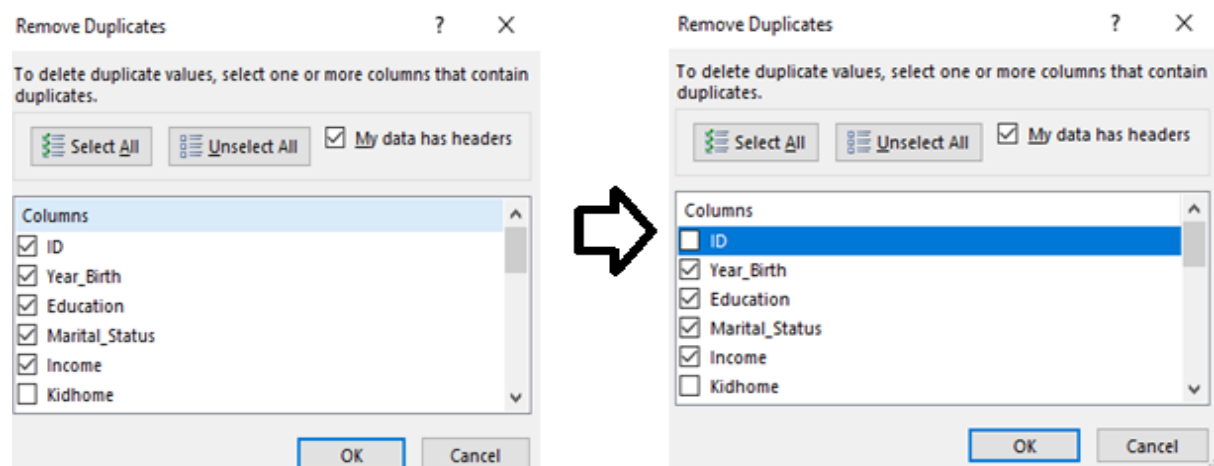 Remove Duplicates ? X
To delete duplicate values, select one or more columns that contain
duplicates.
Select All Unselect All My data has headers
Columns
ID
Year_Birth
Education
Marital_Status
Income
Kidhome
OK Cancel
Remove Duplicates ? X
To delete duplicate values, select one or more columns that contain
duplicates.
Select All Unselect All My data has headers
Columns
ID
Year_Birth
Education
Marital_Status
Income
Kidhome
OK Cancel